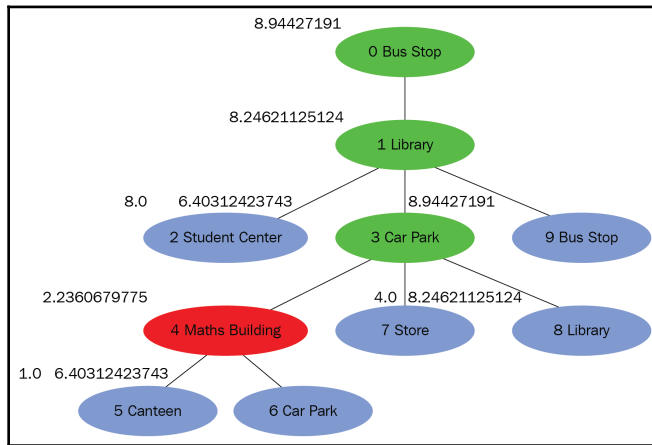 8.94427191
0 Bus Stop
8.24621125124
1 Library
8.0 6.40312423743 8.94427191
2 Student Center 3 Car Park 9 Bus Stop
2.2360679775 4.0 8.24621125124
4 Maths Building 7 Store 8 Library
1.0 6.40312423743
5 Canteen 6 Car Park